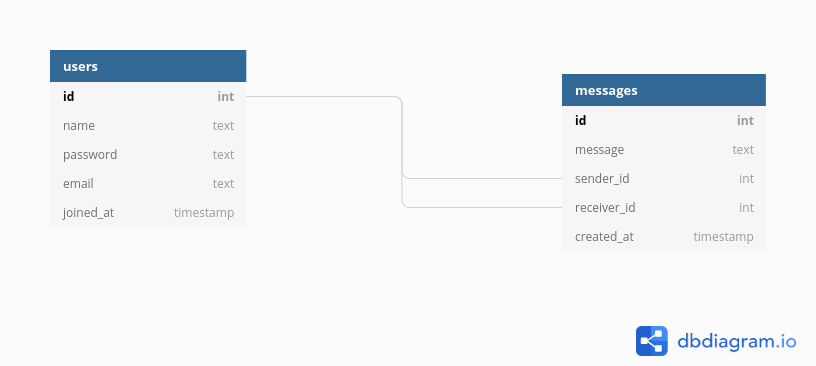 users
id int
name text
password text
email text
joined_at timestamp
messages
id int
message text
sender_id int
receiver_id int
created_at timestamp
dbdiagram.io